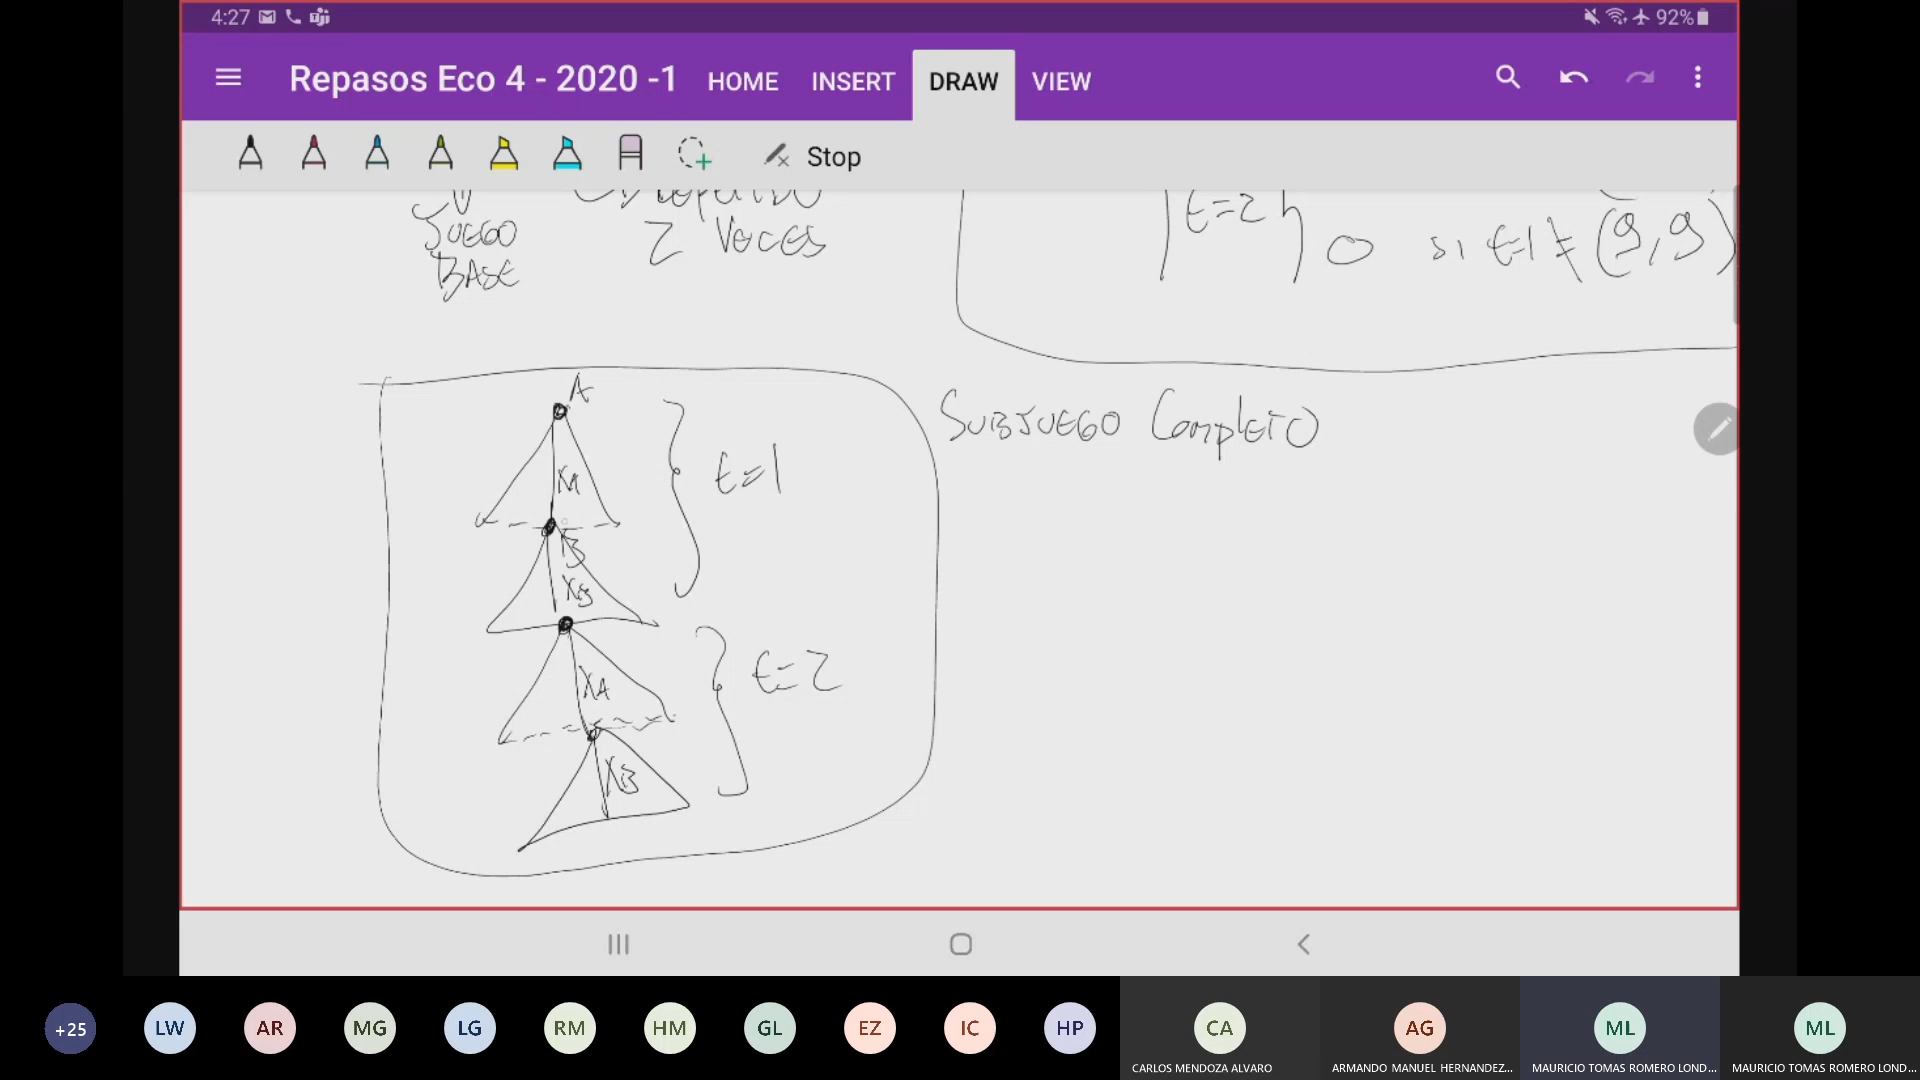 4:27 92%
Repasos Eco 4 - 2020 -1 HOME INSERT DRAW VIEW
Stop
JUEGO
BASE
2 VECES
t=2 0 si t=1 ≠ (g,g)
A
XA
B
XB
t=1
XA
XB
t=2
SUBJUEGO COMPLETO
+25 LW AR MG LG RM HM GL EZ IC HP CA AG ML ML
CARLOS MENDOZA ALVARO ARMANDO MANUEL HERNANDEZ... MAURICIO TOMAS ROMERO LOND... MAURICIO TOMAS ROMERO LOND...